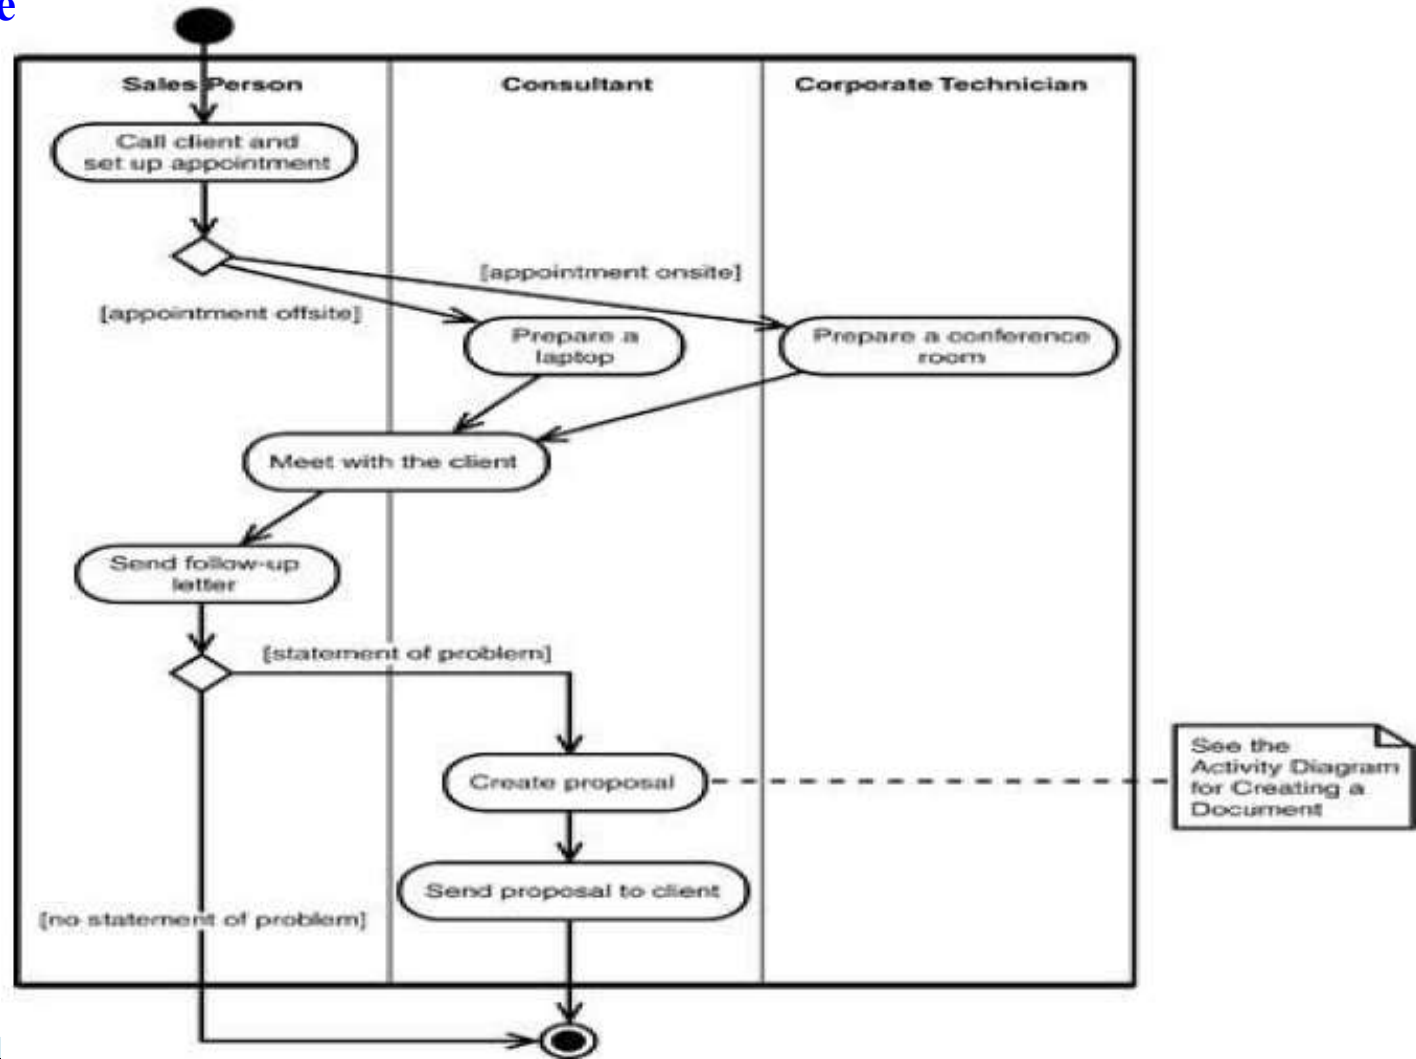 e
Sales Person
Consultant
Corporate Technician
Call client and
set up appointment
[appointment onsite]
[appointment offsite]
Prepare a
laptop
Prepare a conference
room
Meet with the client
Send follow-up
letter
[statement of problem]
Create proposal
See the
Activity Diagram
for Creating a
Document
Send proposal to client
[no statement of problem]